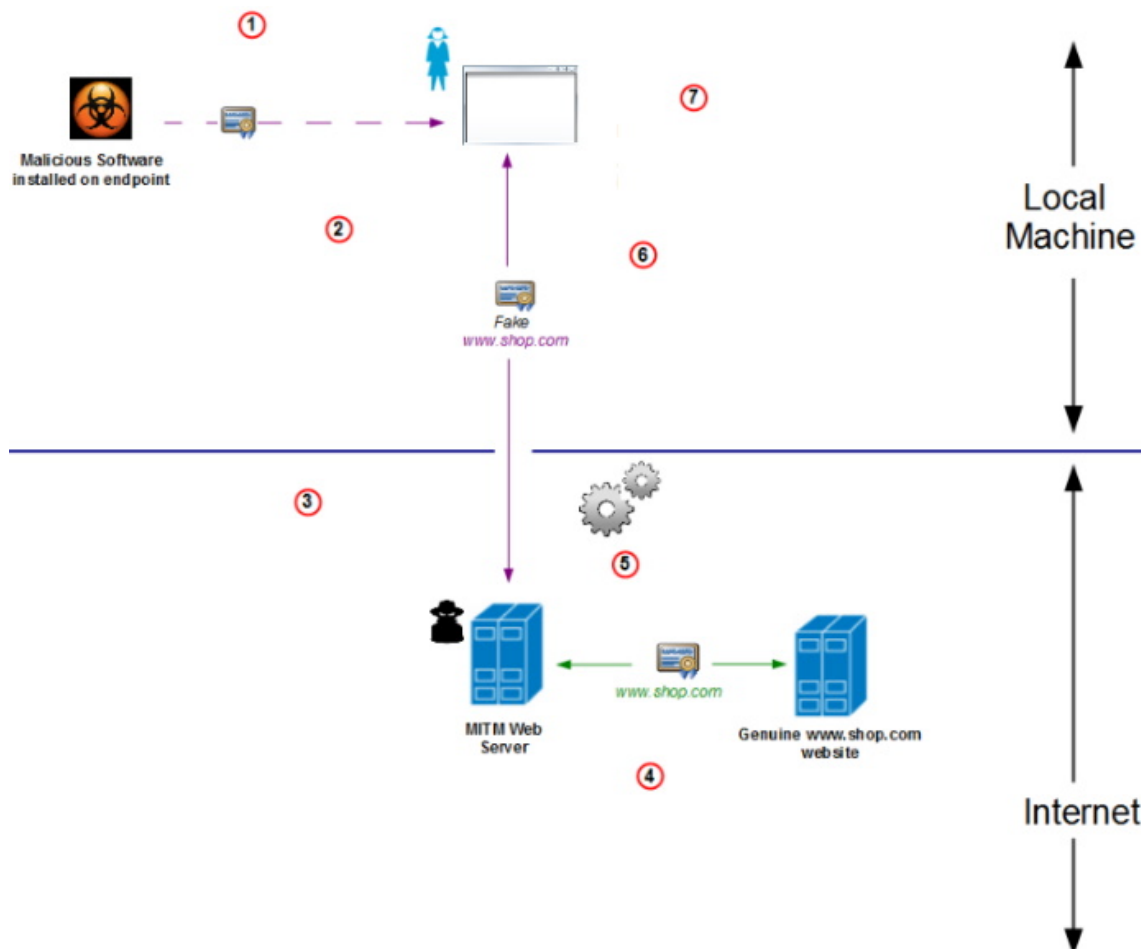 1
Malicious Software
installed on endpoint
7
2
6
Fake
www.shop.com
Local
Machine
3
5
www.shop.com
MITM Web
Server
Genuine www.shop.com
website
4
Internet